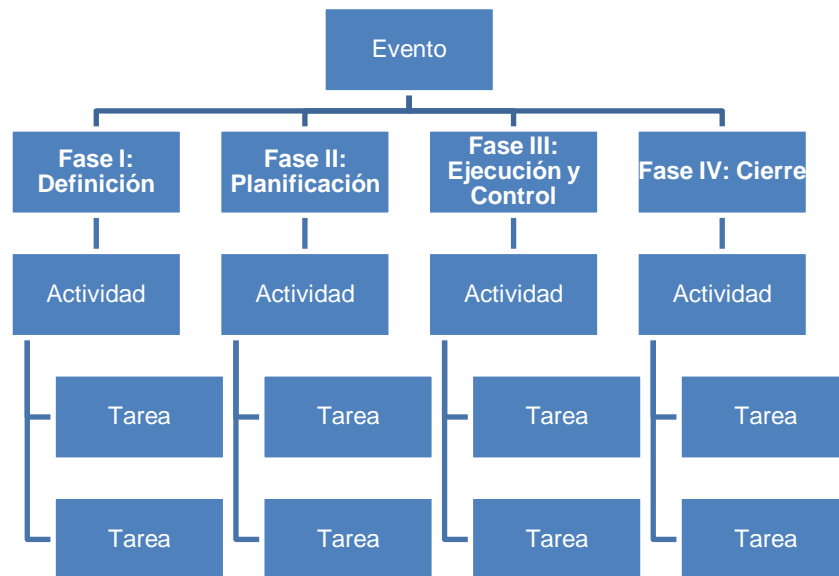 Evento
Fase I:
Definición
Fase II:
Planificación
Fase III:
Ejecución y
Control
Fase IV: Cierre
Actividad
Actividad
Actividad
Actividad
Tarea
Tarea
Tarea
Tarea
Tarea
Tarea
Tarea
Tarea